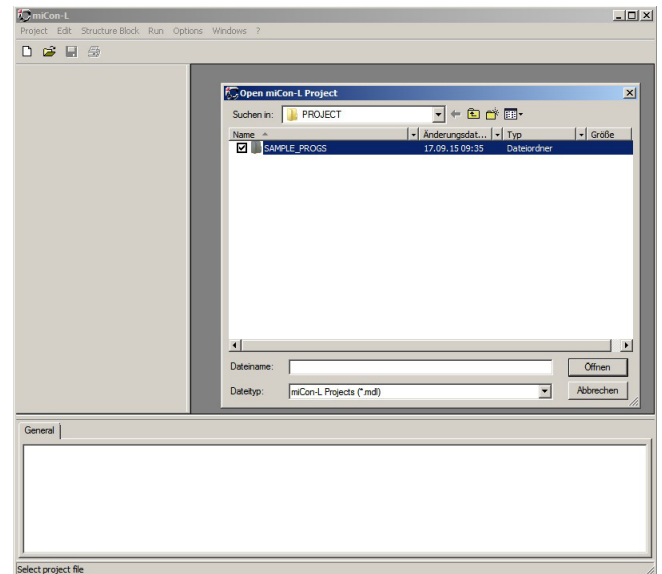 miCon-L
Project Edit Structure Block Run Options Windows ?
Open miCon-L Project
Suchen in: PROJECT
Name Änderungsdat... Typ Größe
SAMPLE_PROGS 17.09.15 09:35 Dateiordner
Dateiname: Öffnen
Dateityp: miCon-L Projects (*.mdl) Abbrechen
General
Select project file